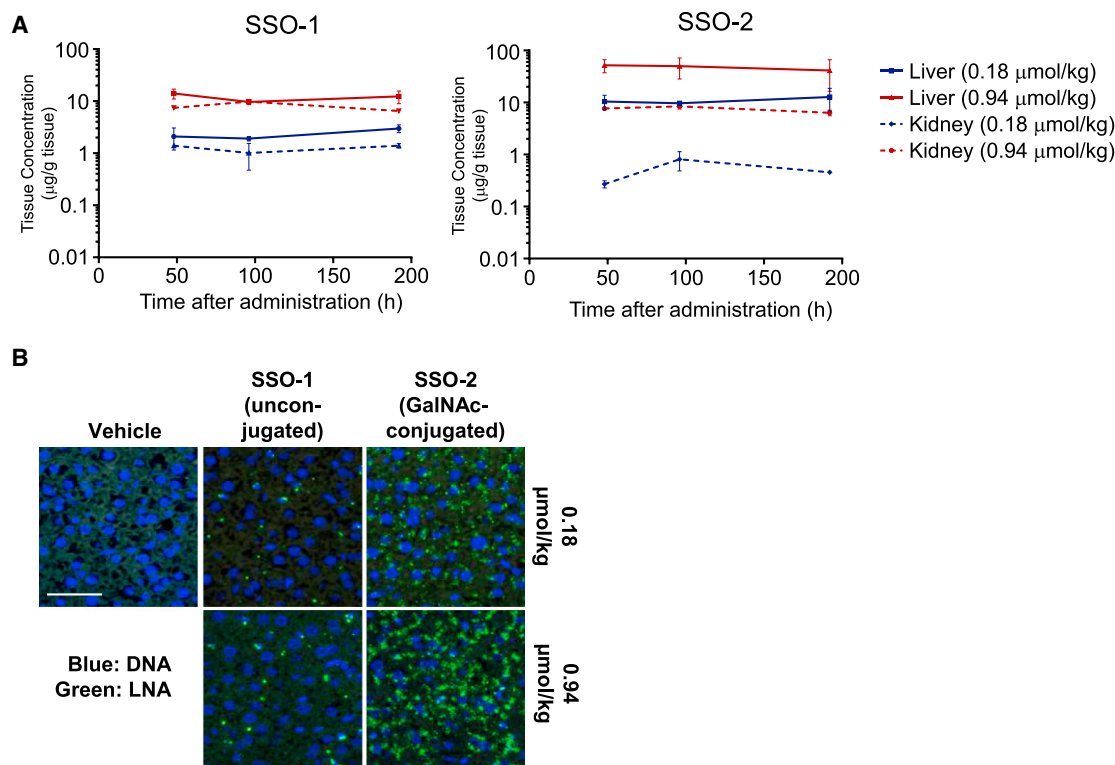 A
SSO-1
SSO-2
100
10
1
0.1
0.01
0
50
100
150
200
Tissue Concentration
(µg/g tissue)
Time after administration (h)
100
10
1
0.1
0.01
0
50
100
150
200
Tissue Concentration
(µg/g tissue)
Time after administration (h)
Liver (0.18 µmol/kg)
Liver (0.94 µmol/kg)
Kidney (0.18 µmol/kg)
Kidney (0.94 µmol/kg)
B
Vehicle
SSO-1
(uncon-
jugated)
SSO-2
(GalNAc-
conjugated)
0.18
µmol/kg
0.94
µmol/kg
Blue: DNA
Green: LNA